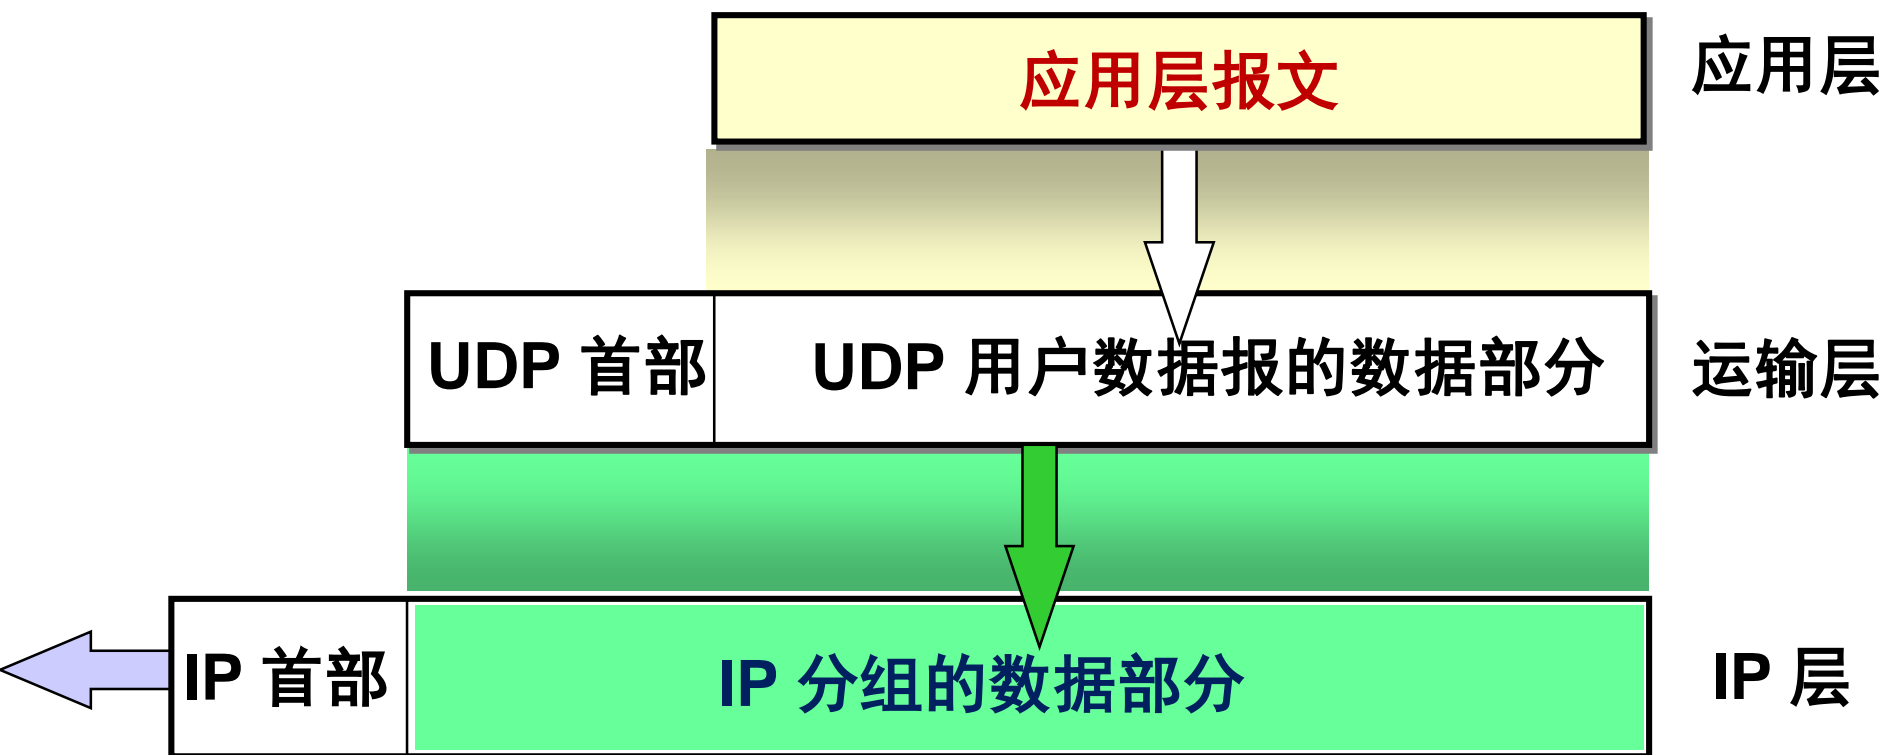 应用层报文
应用层
UDP 首部
UDP 用户数据报的数据部分
运输层
IP 首部
IP 分组的数据部分
IP 层